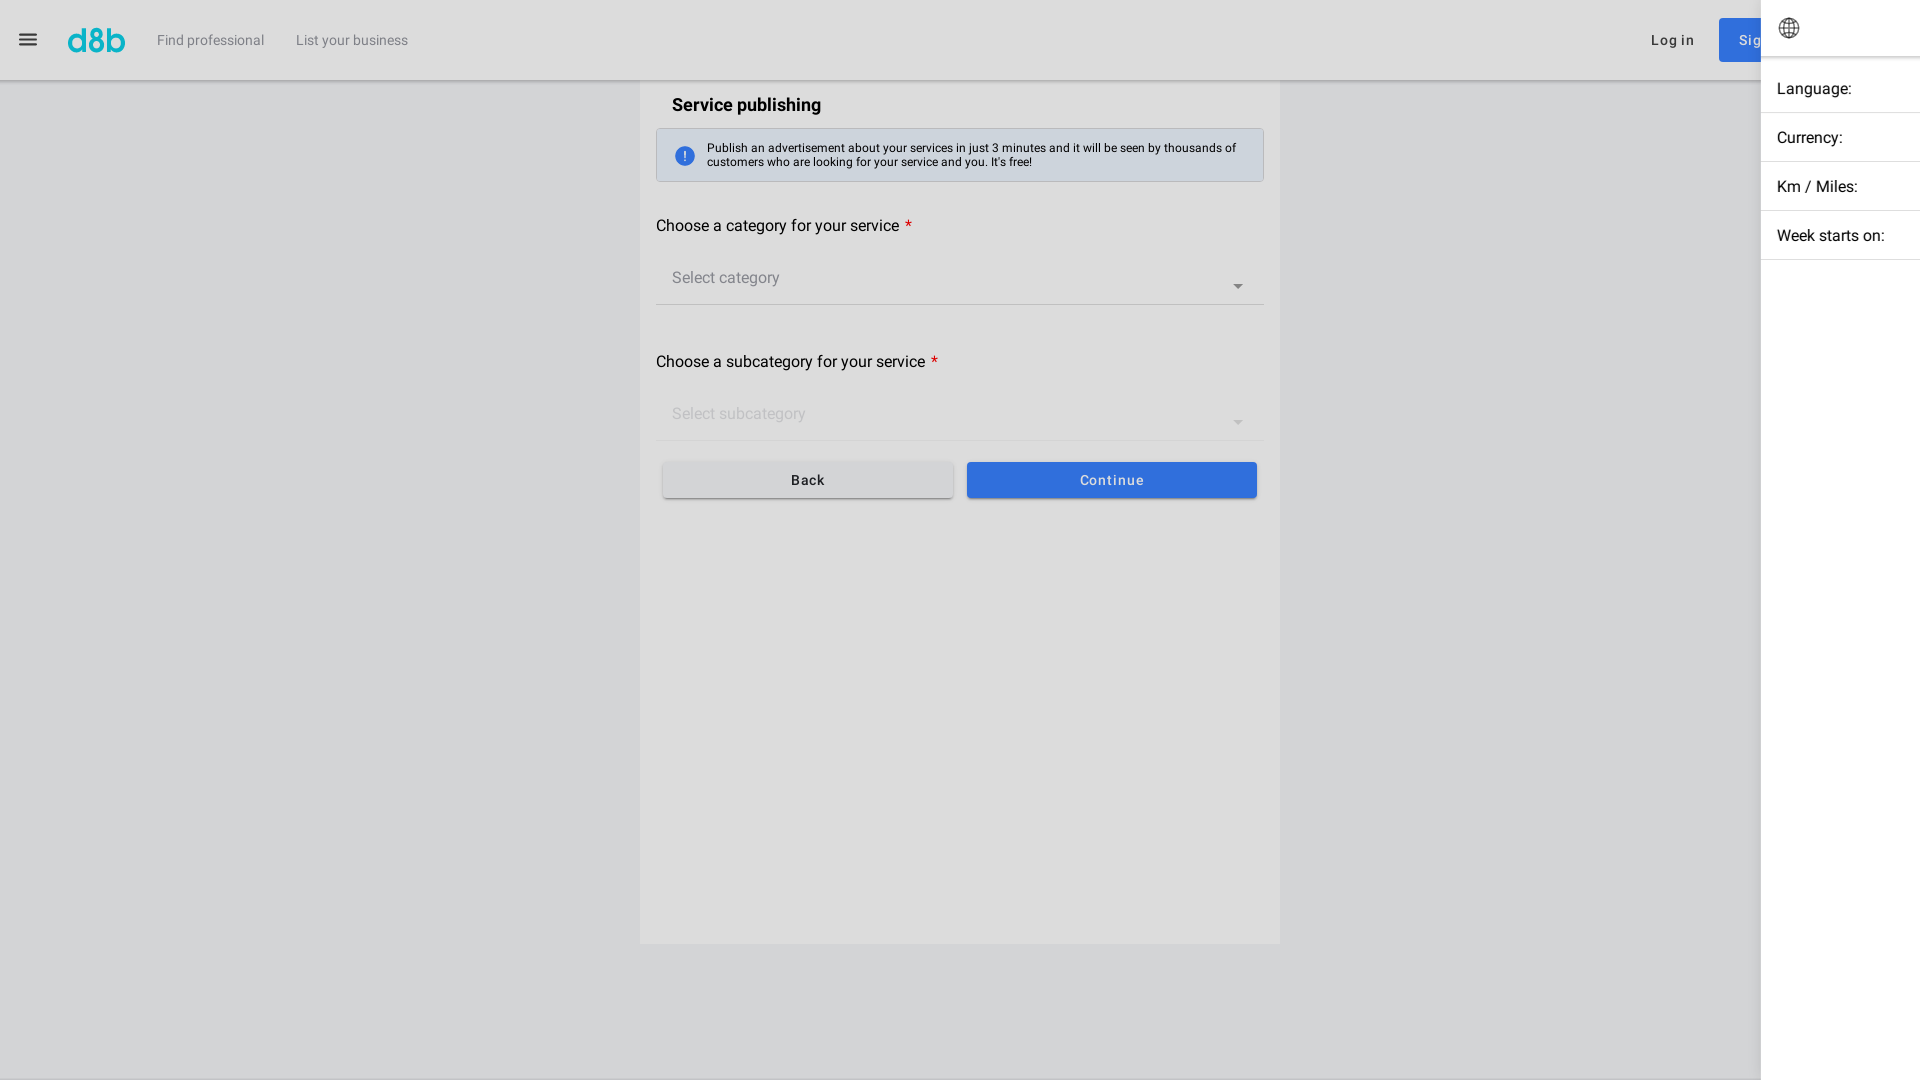 d8b
Find professional
List your business
Log in
Language:
Currency:
Km / Miles:
Week starts on:
Service publishing
Publish an advertisement about your services in just 3 minutes and it will be seen by thousands of
customers who are looking for your service and you. It's free!
Choose a category for your service *
Select category
Choose a subcategory for your service *
Select subcategory
Back
Continue